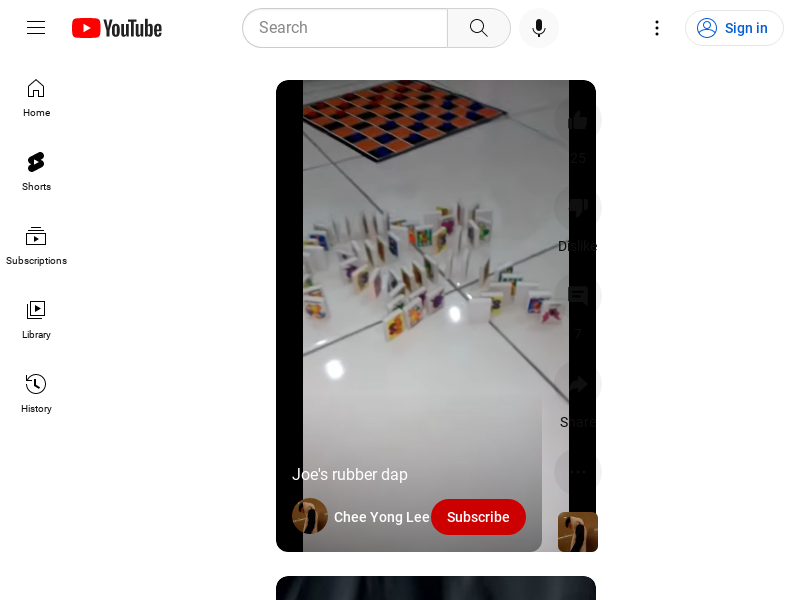 YouTube
Search
Sign in
Home
Shorts
Subscriptions
Library
History
25
Dislike
7
Share
Joe's rubber dap
Chee Yong Lee
Subscribe